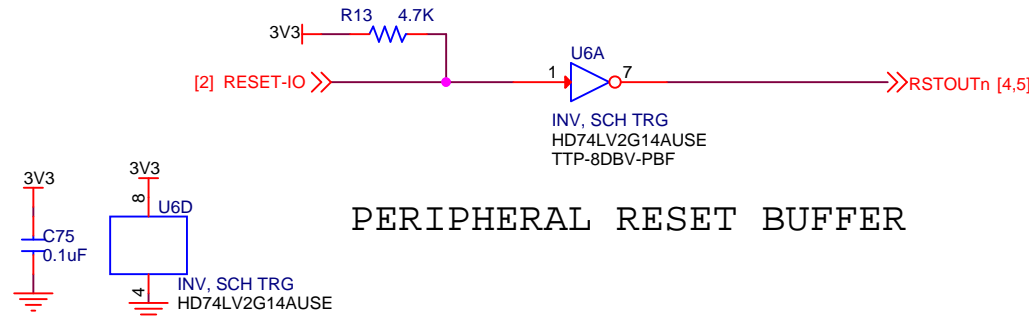 R13 4.7K
3V3
U6A
[2] RESET-IO
1
7
RSTOUTn [4,5]
INV, SCH TRG
HD74LV2G14AUSE
TTP-8DBV-PBF
3V3
3V3
8
U6D
PERIPHERAL RESET BUFFER
C75
0.1uF
4
INV, SCH TRG
HD74LV2G14AUSE